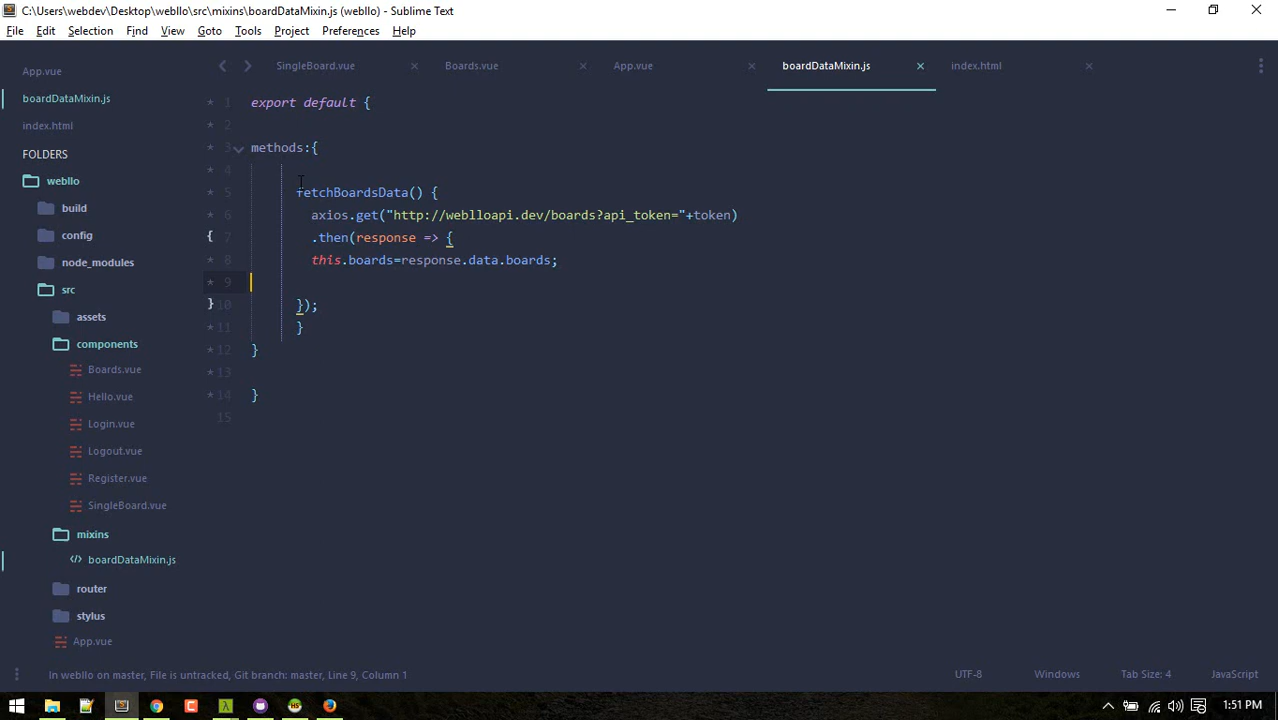 C:\Users\webdev\Desktop\webllo\src\mixins\boardDataMixin.js (webllo) - Sublime Text
File Edit Selection Find View Goto Tools Project Preferences Help
App.vue
boardDataMixin.js
index.html
FOLDERS
webllo
build
config
node_modules
src
assets
components
Boards.vue
Hello.vue
Login.vue
Logout.vue
Register.vue
SingleBoard.vue
mixins
boardDataMixin.js
router
stylus
App.vue
SingleBoard.vue × Boards.vue × App.vue × boardDataMixin.js × index.html ×
* 1 export default {
* 2
* 3 methods:{
* 4
* 5 fetchBoardsData() {
* 6 axios.get("http://weblloapi.dev/boards?api_token="+token)
{ * 7 .then(response => {
* 8 this.boards=response.data.boards;
* 9
} * 10 });
* 11 }
* 12 }
* 13
* 14 }
15
In webllo on master, File is untracked, Git branch: master, Line 9, Column 1 UTF-8 Windows Tab Size: 4 JavaScript
1:51 PM